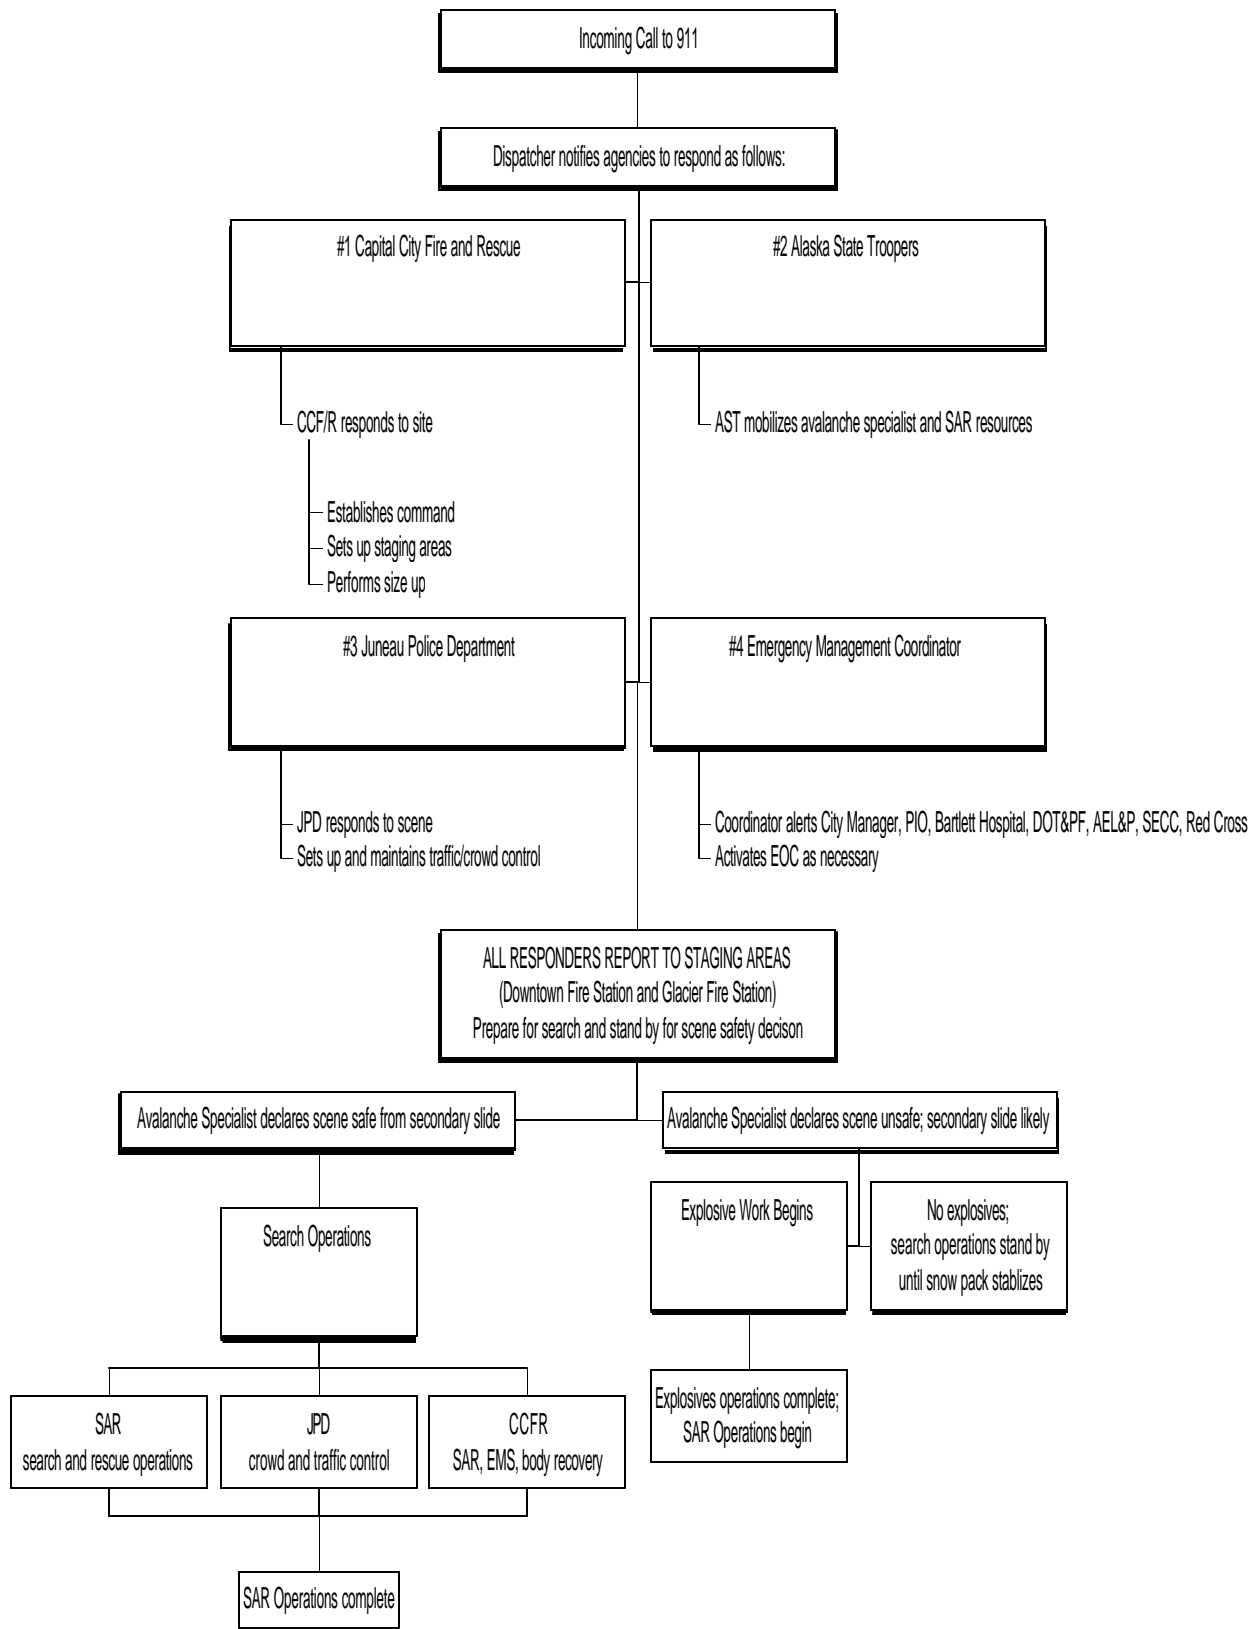 Incoming Call to 911
Dispatcher notifies agencies to respond as follows:
#1 Capital City Fire and Rescue
#2 Alaska State Troopers
CCF/R responds to site
Establishes command
Sets up staging areas
Performs size up
AST mobilizes avalanche specialist and SAR resources
#3 Juneau Police Department
#4 Emergency Management Coordinator
JPD responds to scene
Sets up and maintains traffic/crowd control
Coordinator alerts City Manager, PIO, Bartlett Hospital, DOT&PF, AEL&P, SECC, Red Cross
Activates EOC as necessary
ALL RESPONDERS REPORT TO STAGING AREAS
(Downtown Fire Station and Glacier Fire Station)
Prepare for search and stand by for scene safety decison
Avalanche Specialist declares scene safe from secondary slide
Avalanche Specialist declares scene unsafe; secondary slide likely
Search Operations
Explosive Work Begins
No explosives;
search operations stand by
until snow pack stablizes
Explosives operations complete;
SAR Operations begin
SAR
search and rescue operations
JPD
crowd and traffic control
CCFR
SAR, EMS, body recovery
SAR Operations complete